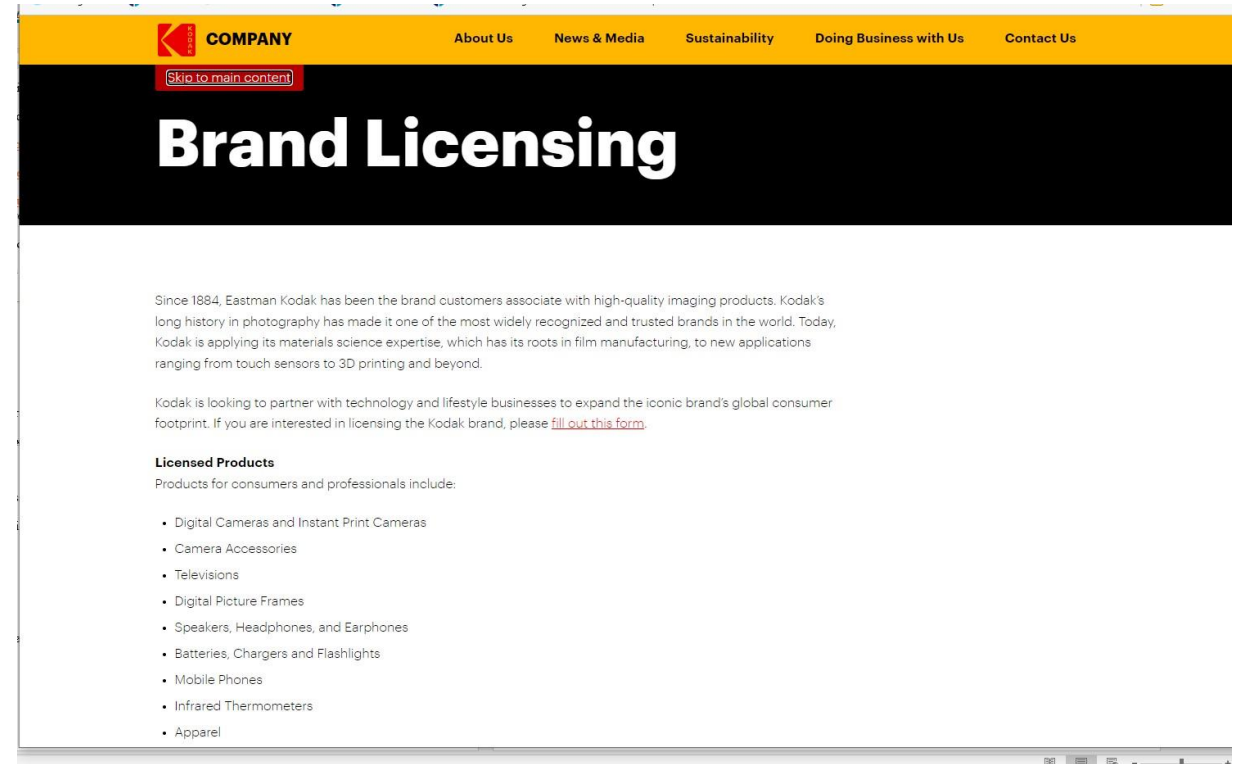 KODAK
COMPANY
About Us
News & Media
Sustainability
Doing Business with Us
Contact Us
Skip to main content
Brand Licensing
Since 1884, Eastman Kodak has been the brand customers associate with high-quality imaging products. Kodak's
long history in photography has made it one of the most widely recognized and trusted brands in the world. Today,
Kodak is applying its materials science expertise, which has its roots in film manufacturing, to new applications
ranging from touch sensors to 3D printing and beyond.
Kodak is looking to partner with technology and lifestyle businesses to expand the iconic brand's global consumer
footprint. If you are interested in licensing the Kodak brand, please fill out this form.
Licensed Products
Products for consumers and professionals include:
• Digital Cameras and Instant Print Cameras
• Camera Accessories
• Televisions
• Digital Picture Frames
• Speakers, Headphones, and Earphones
• Batteries, Chargers and Flashlights
• Mobile Phones
• Infrared Thermometers
• Apparel